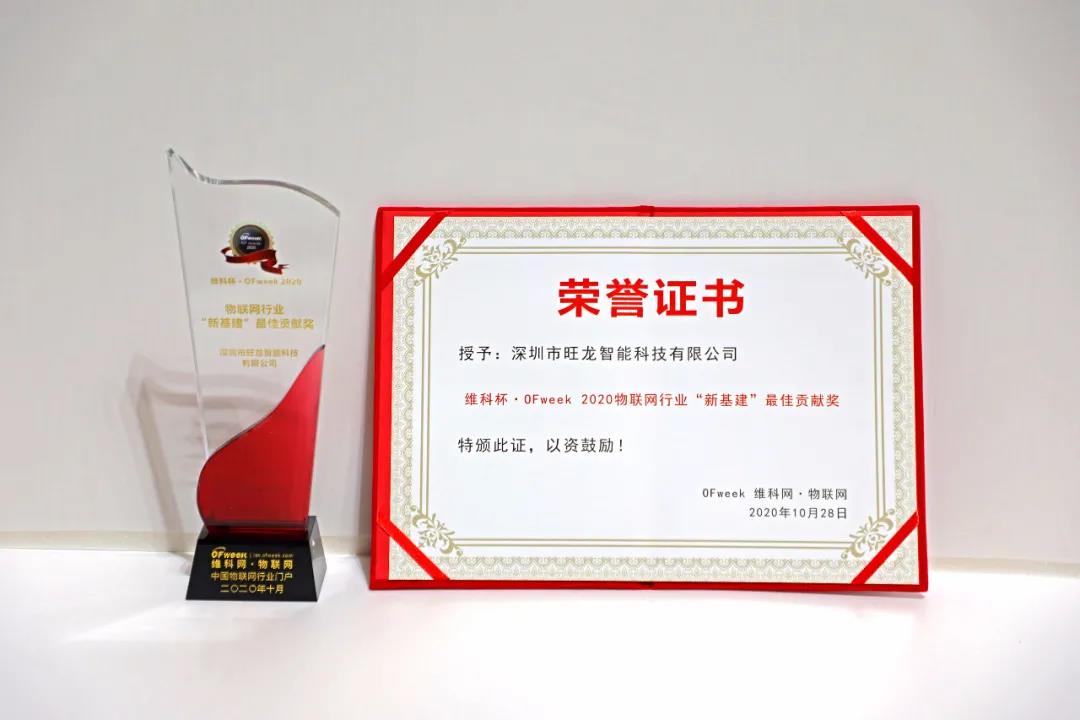 OFweek
2020
维科杯·OFweek 2020
物联网行业
“新基建”最佳贡献奖
深圳市旺龙智能科技
有限公司
OFweek | iot.ofweek.com
维科网·物联网
中国物联网行业门户
二〇二〇年十月
荣誉证书
授予：深圳市旺龙智能科技有限公司
维科杯·OFweek 2020物联网行业“新基建”最佳贡献奖
特颁此证，以资鼓励！
OFweek 维科网·物联网
2020年10月28日